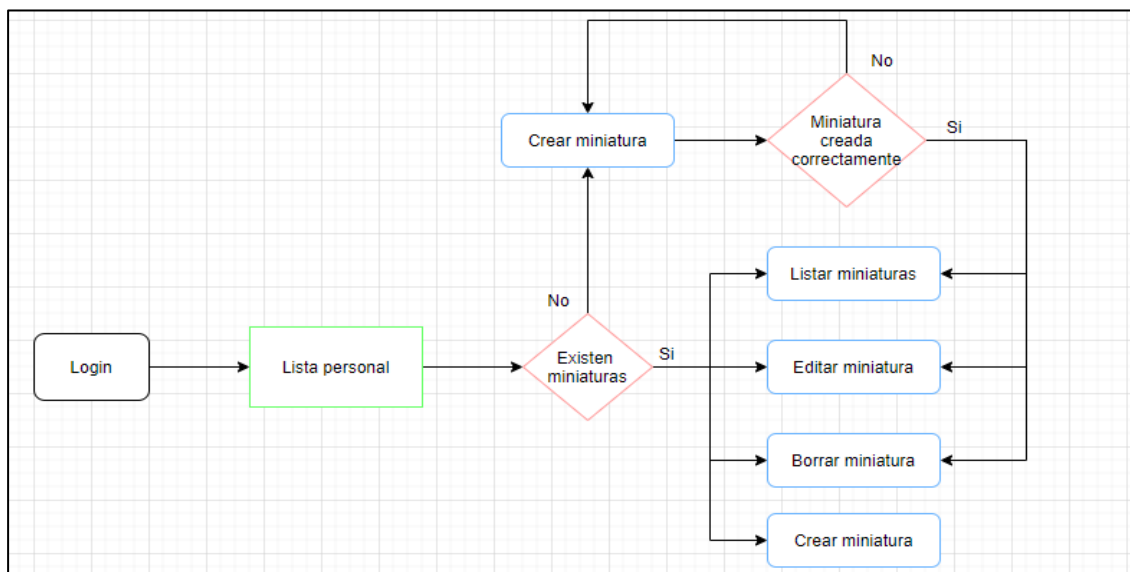 No
Crear miniatura
Miniatura
creada
correctamente
Si
Listar miniaturas
No
Login
Lista personal
Existen
miniaturas
Si
Editar miniatura
Borrar miniatura
Crear miniatura